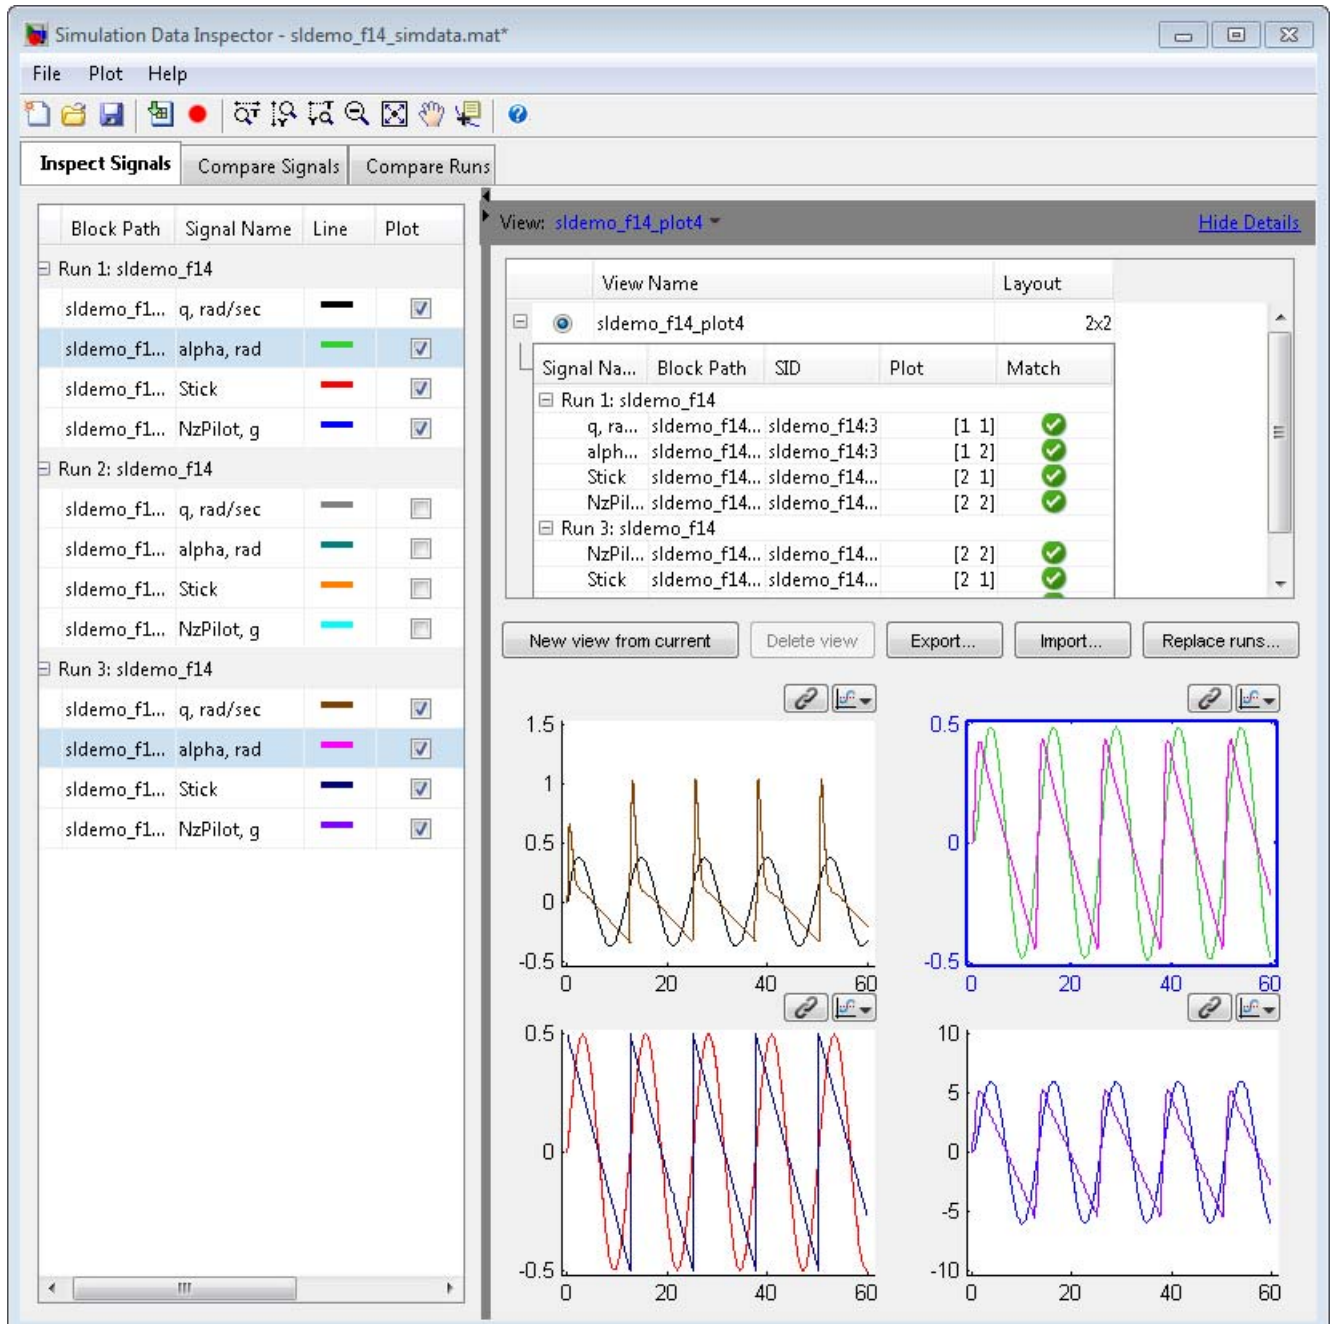 Simulation Data Inspector - sldemo_f14_simdata.mat*
File Plot Help
Inspect Signals Compare Signals Compare Runs
Block Path Signal Name Line Plot
Run 1: sldemo_f14
sldemo_f1... q, rad/sec
sldemo_f1... alpha, rad
sldemo_f1... Stick
sldemo_f1... NzPilot, g
Run 2: sldemo_f14
sldemo_f1... q, rad/sec
sldemo_f1... alpha, rad
sldemo_f1... Stick
sldemo_f1... NzPilot, g
Run 3: sldemo_f14
sldemo_f1... q, rad/sec
sldemo_f1... alpha, rad
sldemo_f1... Stick
sldemo_f1... NzPilot, g
View: sldemo_f14_plot4 Hide Details
View Name Layout
sldemo_f14_plot4 2x2
Signal Na... Block Path SID Plot Match
Run 1: sldemo_f14
q, ra... sldemo_f14... sldemo_f14:3 [1 1]
alph... sldemo_f14... sldemo_f14:3 [1 2]
Stick sldemo_f14... sldemo_f14... [2 1]
NzPil... sldemo_f14... sldemo_f14... [2 2]
Run 3: sldemo_f14
NzPil... sldemo_f14... sldemo_f14... [2 2]
Stick sldemo_f14... sldemo_f14... [2 1]
New view from current Delete view Export... Import... Replace runs...
1.5
1
0.5
0
-0.5
0 20 40 60
0.5
0
-0.5
0 20 40 60
0.5
0
-0.5
0 20 40 60
10
5
0
-5
-10
0 20 40 60